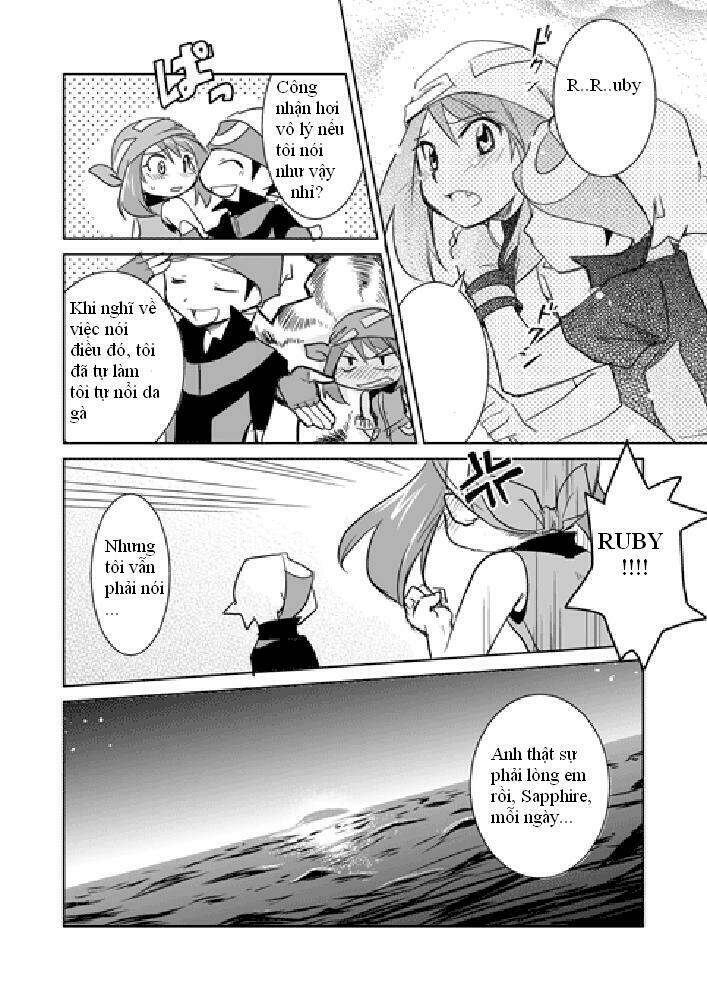 R..R..uby
ドキ
ドキ
ぱっ
Công
nhận hơi
vô lý nếu
tôi nói
như vậy
nhỉ?
Khi nghĩ về
việc nói
điều đó, tôi
đã tự làm
tôi tự nổi da
gà
RUBY
!!!!
Nhưng
tôi vẫn
phải nói
...
Anh thật sự
phải lòng em
rồi, Sapphire,
mỗi ngày...